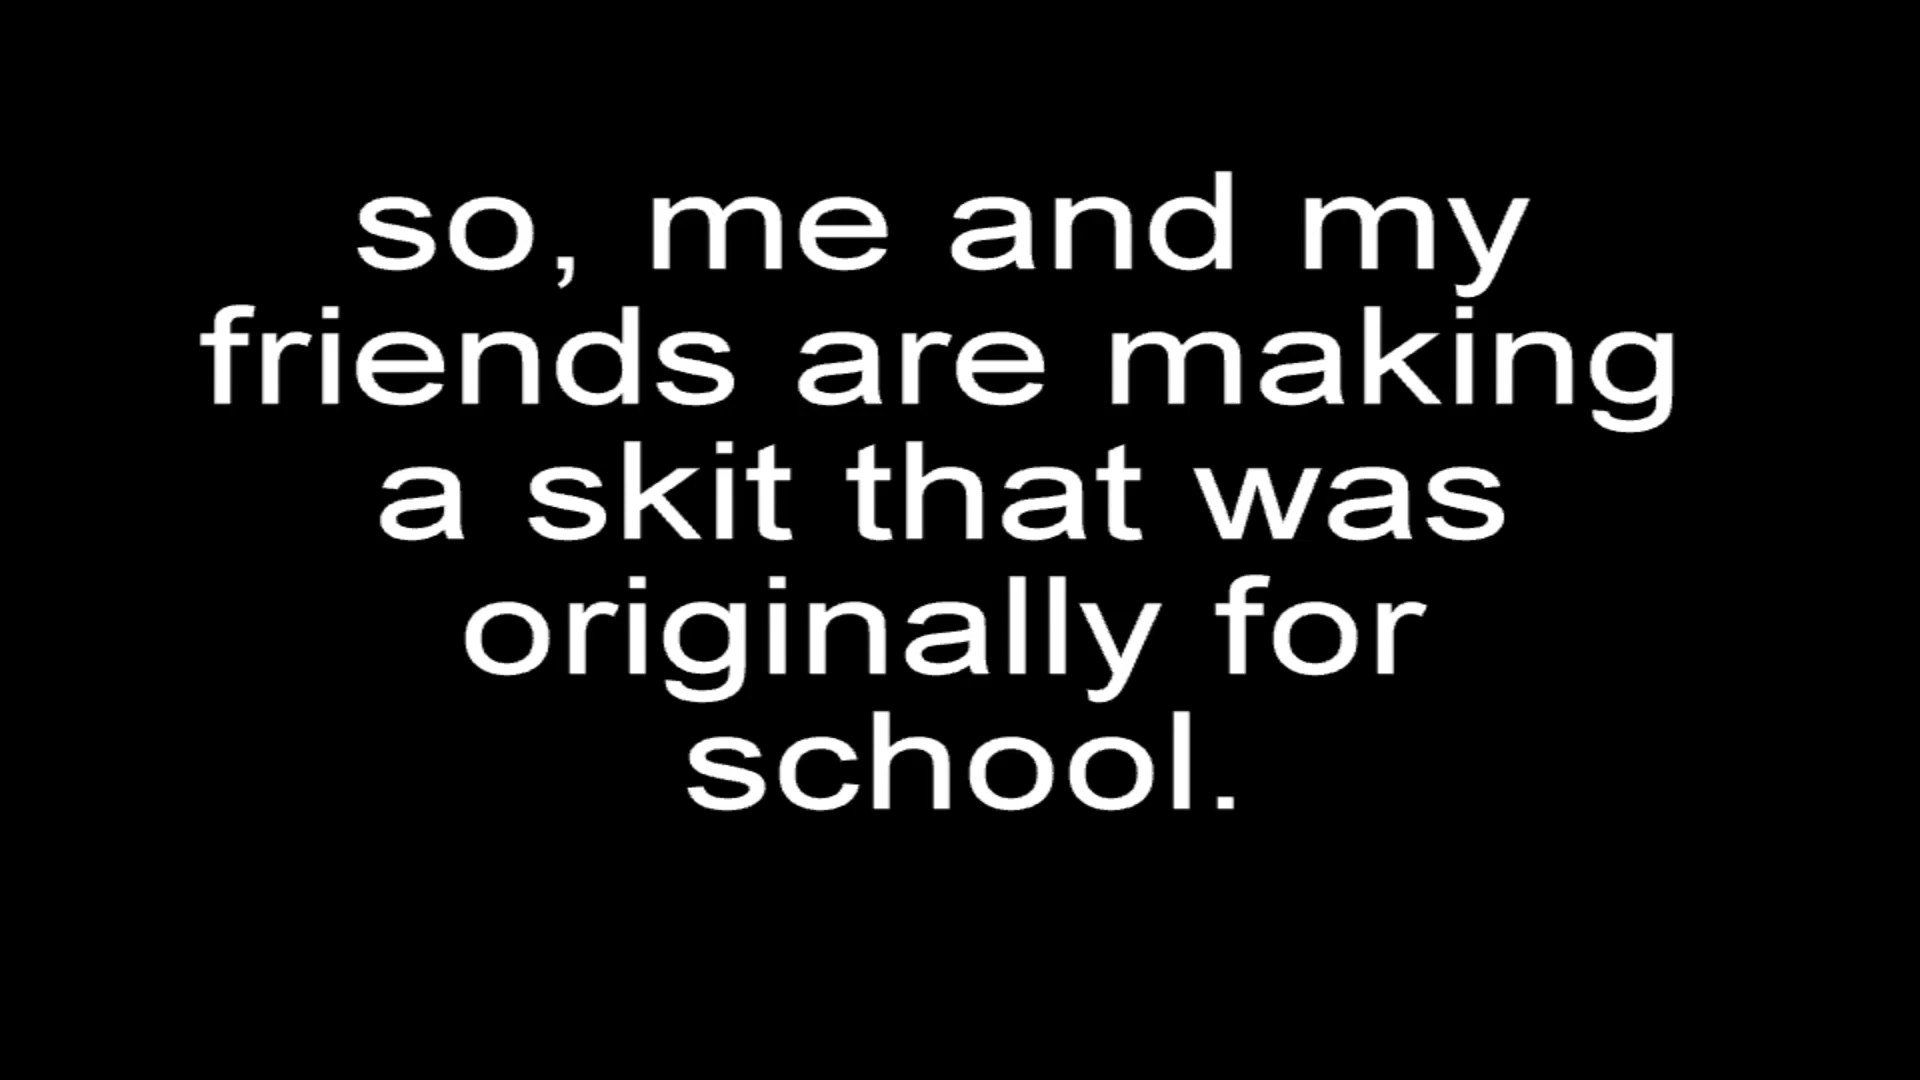 so, me and my
friends are making
a skit that was
originally for
school.